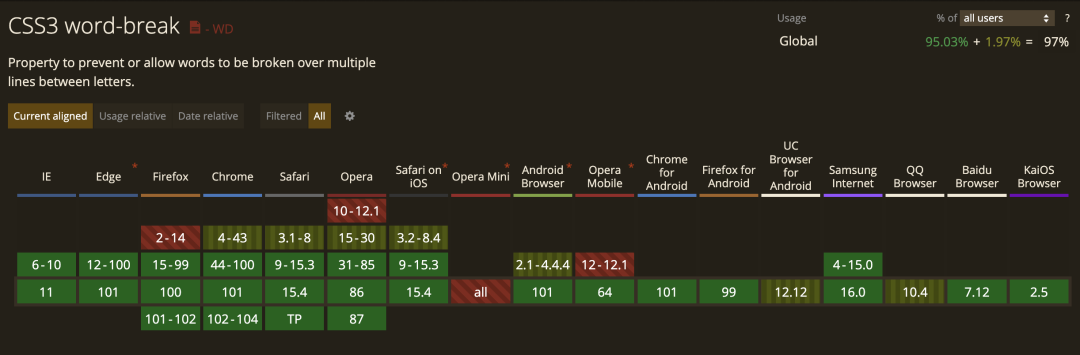 CSS3 word-break - WD
Usage % of all users ?
Global 95.03% + 1.97% = 97%
Property to prevent or allow words to be broken over multiple
lines between letters.
Current aligned Usage relative Date relative Filtered All
IE Edge * Firefox Chrome Safari Opera Safari on iOS * Opera Mini * Android Browser * Opera Mobile * Chrome for Android Firefox for Android UC Browser for Android Samsung Internet QQ Browser Baidu Browser KaiOS Browser
10-12.1
2-14 4-43 3.1-8 15-30 3.2-8.4
6-10 12-100 15-99 44-100 9-15.3 31-85 9-15.3 2.1-4.4.4 12-12.1 4-15.0
11 101 100 101 15.4 86 15.4 all 101 64 101 99 12.12 16.0 10.4 7.12 2.5
101-102 102-104 TP 87